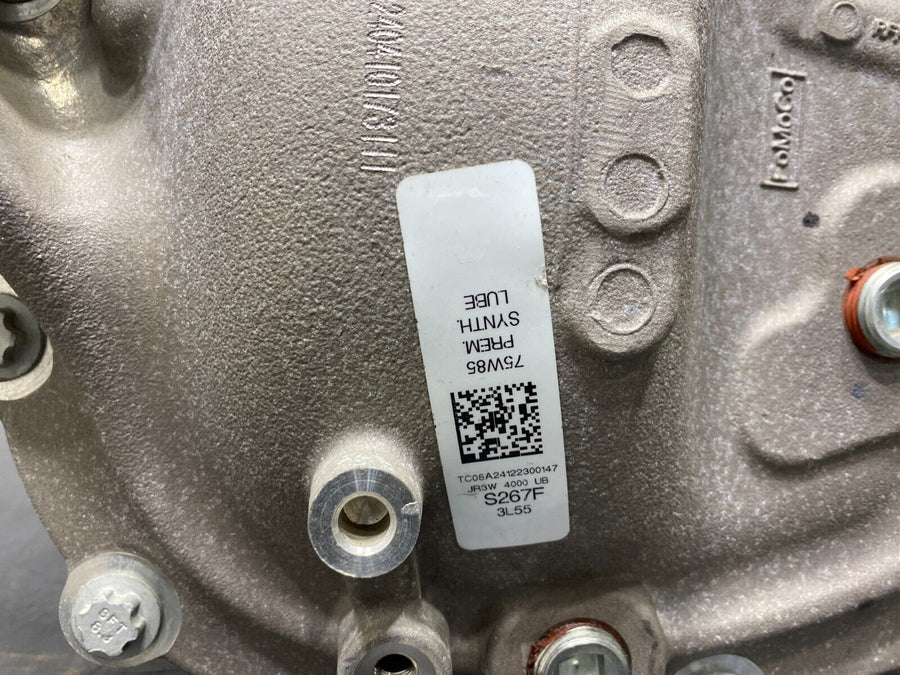 FoMoCo
75W85
PREM.
SYNTH.
LUBE
TC05A24122300147
JR3W 4000 UB
S267F
3L55